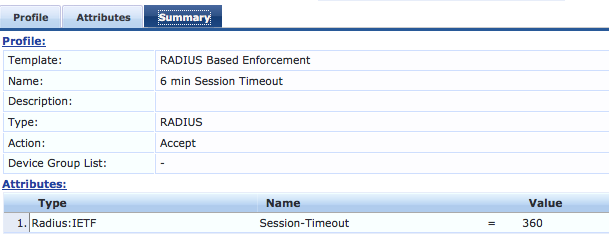 Profile Attributes Summary
Profile:
Template: RADIUS Based Enforcement
Name: 6 min Session Timeout
Description:
Type: RADIUS
Action: Accept
Device Group List: -
Attributes:
Type Name Value
1. Radius:IETF Session-Timeout = 360